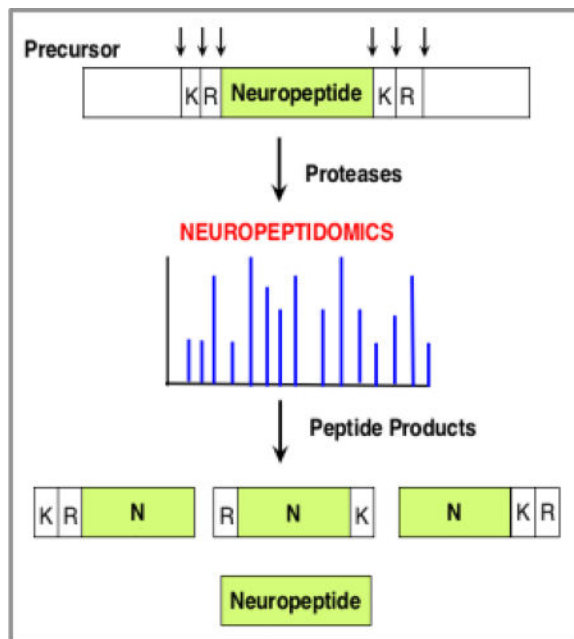 Precursor
K R Neuropeptide K R
Proteases
NEUROPEPTIDOMICS
Peptide Products
K R N R N K N K R
Neuropeptide